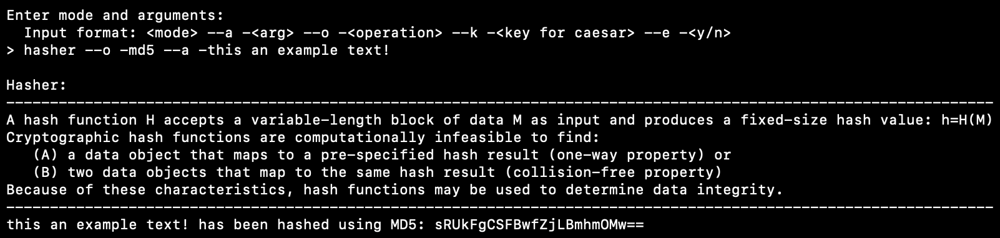 Enter mode and arguments:
  Input format: <mode> --a -<arg> --o -<operation> --k -<key for caesar> --e -<y/n>
> hasher --o -md5 --a -this an example text!

Hasher:
-----------------------------------------------------------------------------------------------------------------
A hash function H accepts a variable-length block of data M as input and produces a fixed-size hash value: h=H(M)
Cryptographic hash functions are computationally infeasible to find:
   (A) a data object that maps to a pre-specified hash result (one-way property) or
   (B) two data objects that map to the same hash result (collision-free property)
Because of these characteristics, hash functions may be used to determine data integrity.
-----------------------------------------------------------------------------------------------------------------
this an example text! has been hashed using MD5: sRUkFgCSFBwfZjLBmhmOMw==